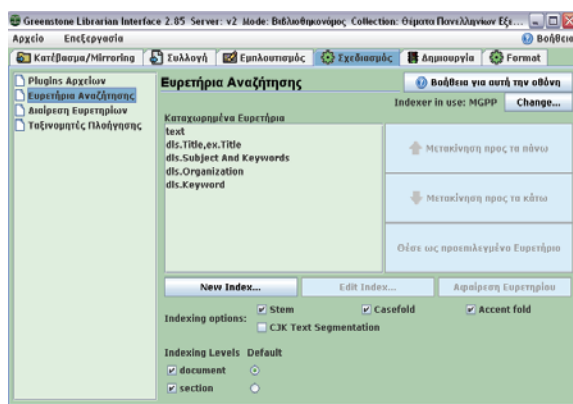 Greenstone Librarian Interface 2.85 Server: v2 Mode: Βιβλιοθηκονόμος Collection: Θέματα Πανελληνίων Εξε...
Αρχείο Επεξεργασία Βοήθεια
Κατέβασμα/Mirroring Συλλογή Εμπλουτισμός Σχεδιασμός Δημιουργία Format
Plugins Αρχείων
Ευρετήρια Αναζήτησης
Διαίρεση Ευρετηρίων
Ταξινομητές Πλοήγησης
Ευρετήρια Αναζήτησης
Βοήθεια για αυτή την οθόνη
Indexer in use: MGPP Change...
Καταχωρημένα Ευρετήρια
text
dls.Title,ex.Title
dls.Subject And Keywords
dls.Organization
dls.Keyword
Μετακίνηση προς τα πάνω
Μετακίνηση προς τα κάτω
Θέσε ως προεπιλεγμένο Ευρετήριο
New Index... Edit Index... Αφαίρεση Ευρετηρίου
Indexing options: Stem Casefold Accent fold
CJK Text Segmentation
Indexing Levels Default
document
section